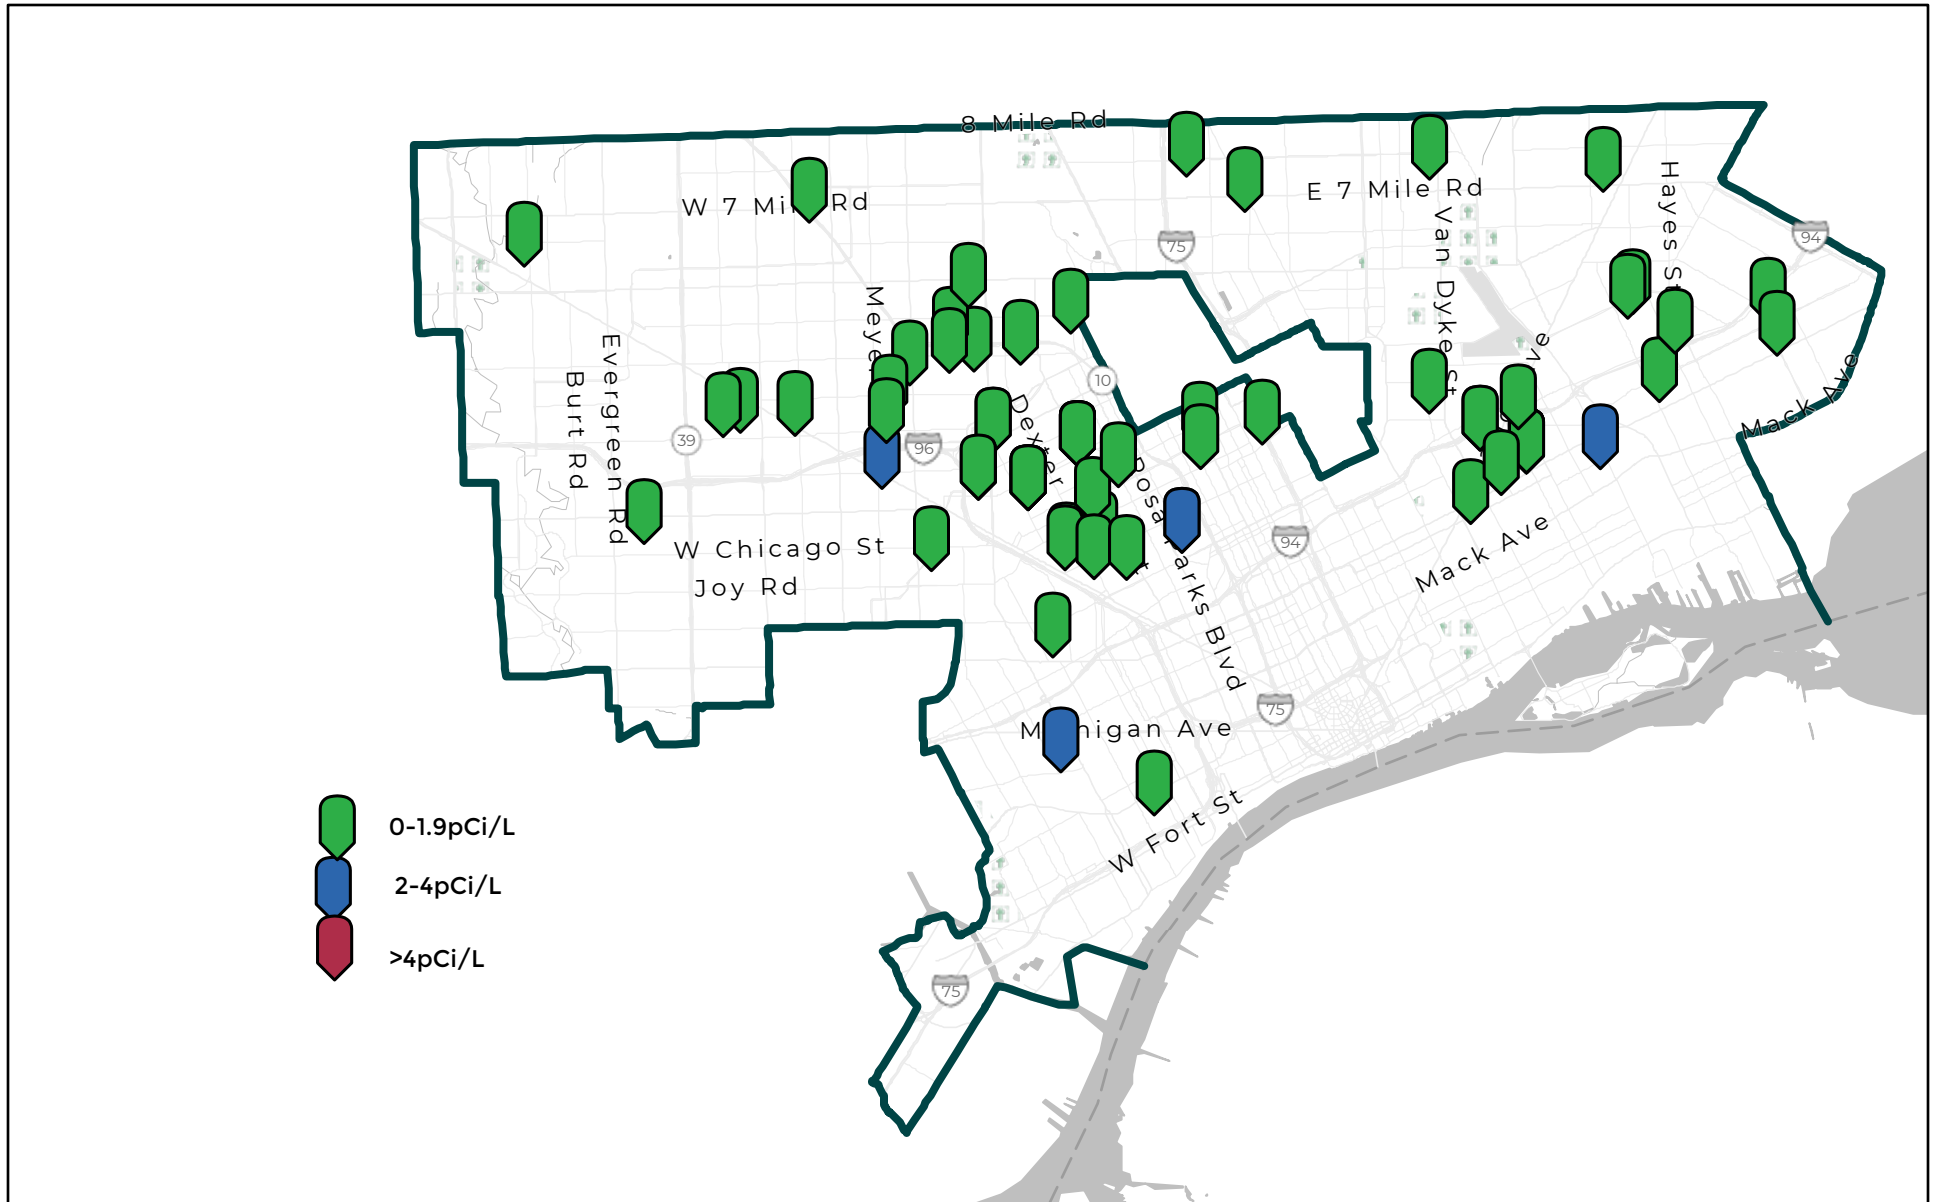 8 Mile Rd
W 7 Mi Rd
E 7 Mile Rd
Hayes St
Van Dyke St
94
75
Meye
10
Evergreen Rd
Burt Rd
39
96
Dexter
Mack Ave
Rosa Parks Blvd
94
Mack Ave
W Chicago St
Joy Rd
75
M higan Ave
W Fort St
75
0-1.9pCi/L
2-4pCi/L
>4pCi/L